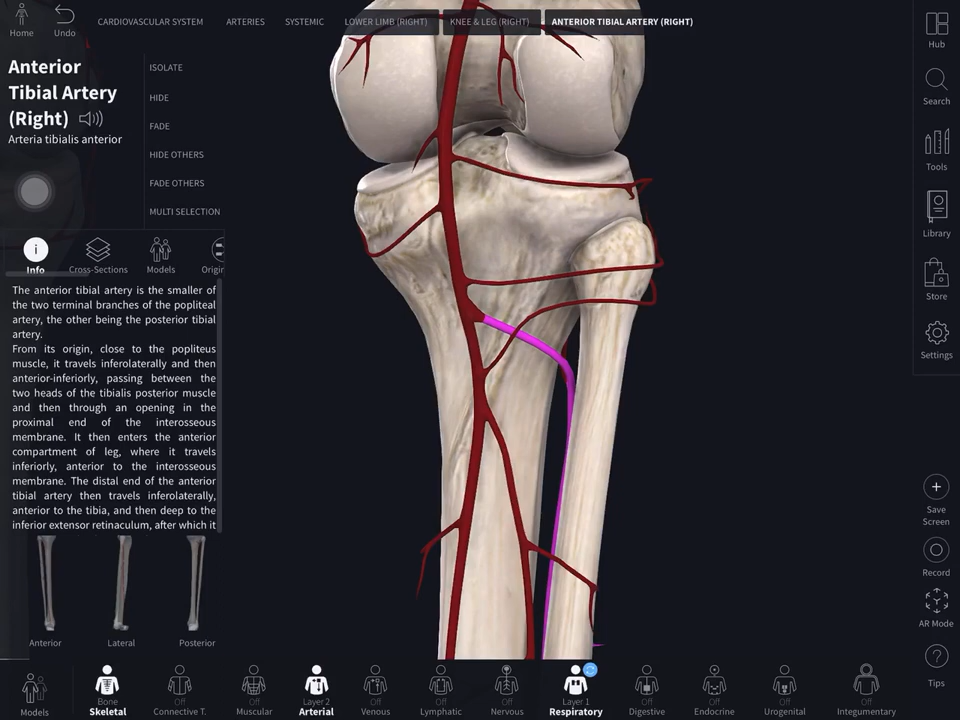 Home
Undo
CARDIOVASCULAR SYSTEM
ARTERIES
SYSTEMIC
LOWER LIMB (RIGHT)
KNEE & LEG (RIGHT)
ANTERIOR TIBIAL ARTERY (RIGHT)
Anterior
Tibial Artery
(Right)
Arteria tibialis anterior
ISOLATE
HIDE
FADE
HIDE OTHERS
FADE OTHERS
MULTI SELECTION
Info
Cross-Sections
Models
Origi
The anterior tibial artery is the smaller of
the two terminal branches of the popliteal
artery, the other being the posterior tibial
artery.
From its origin, close to the popliteus
muscle, it travels inferolaterally and then
anterior-inferiorly, passing between the
two heads of the tibialis posterior muscle
and then through an opening in the
proximal end of the interosseous
membrane. It then enters the anterior
compartment of leg, where it travels
inferiorly, anterior to the interosseous
membrane. The distal end of the anterior
tibial artery then travels inferolaterally,
anterior to the tibia, and then deep to the
inferior extensor retinaculum, after which it
Anterior
Lateral
Posterior
Hub
Search
Tools
Library
Store
Settings
Save
Screen
Record
AR Mode
Tips
Models
Bone
Skeletal
Off
Connective T.
Off
Muscular
Layer 2
Arterial
Off
Venous
Off
Lymphatic
Off
Nervous
Layer 1
Respiratory
Off
Digestive
Off
Endocrine
Off
Urogenital
Off
Integumentary